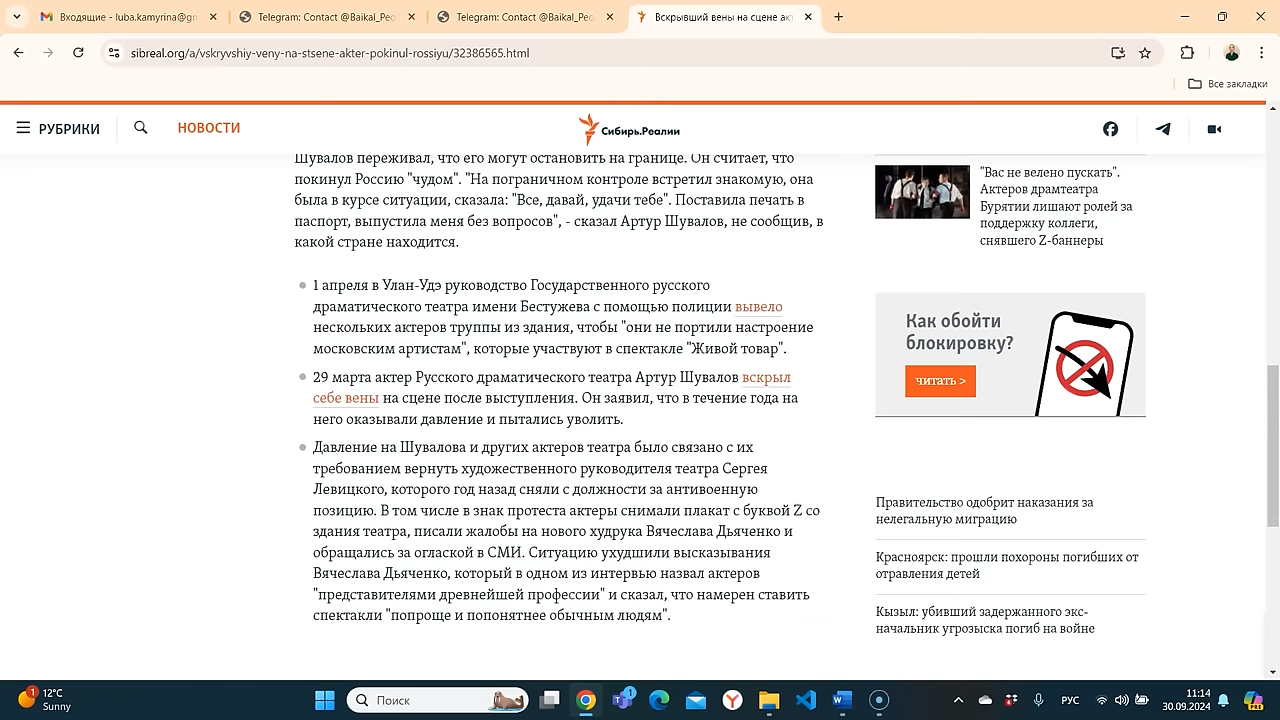 Входящие - luba.kamyrina@gm
Telegram: Contact @Baikal_Peo
Telegram: Contact @Baikal_Peo
Вскрывший вены на сцене акт
sibreal.org/a/vskryvshiy-veny-na-stsene-akter-pokinul-rossiyu/32386565.html
Все закладки
РУБРИКИ
НОВОСТИ
Сибирь.Реалии
Шувалов переживал, что его могут остановить на границе. Он считает, что
покинул Россию "чудом". "На пограничном контроле встретил знакомую, она
была в курсе ситуации, сказала: "Все, давай, удачи тебе". Поставила печать в
паспорт, выпустила меня без вопросов", - сказал Артур Шувалов, не сообщив, в
какой стране находится.
1 апреля в Улан-Удэ руководство Государственного русского
драматического театра имени Бестужева с помощью полиции вывело
нескольких актеров труппы из здания, чтобы "они не портили настроение
московским артистам", которые участвуют в спектакле "Живой товар".
29 марта актер Русского драматического театра Артур Шувалов вскрыл
себе вены на сцене после выступления. Он заявил, что в течение года на
него оказывали давление и пытались уволить.
Давление на Шувалова и других актеров театра было связано с их
требованием вернуть художественного руководителя театра Сергея
Левицкого, которого год назад сняли с должности за антивоенную
позицию. В том числе в знак протеста актеры снимали плакат с буквой Z со
здания театра, писали жалобы на нового худрука Вячеслава Дьяченко и
обращались за оглаской в СМИ. Ситуацию ухудшили высказывания
Вячеслава Дьяченко, который в одном из интервью назвал актеров
"представителями древнейшей профессии" и сказал, что намерен ставить
спектакли "попроще и попонятнее обычным людям".
"Вас не велено пускать".
Актеров драмтеатра
Бурятии лишают ролей за
поддержку коллеги,
снявшего Z-баннеры
Как обойти
блокировку?
читать >
Правительство одобрит наказания за
нелегальную миграцию
Красноярск: прошли похороны погибших от
отравления детей
Кызыл: убивший задержанного экс-
начальник угрозыска погиб на войне
1
12°C
Sunny
Поиск
1
РУС
11:14
30.09.2024